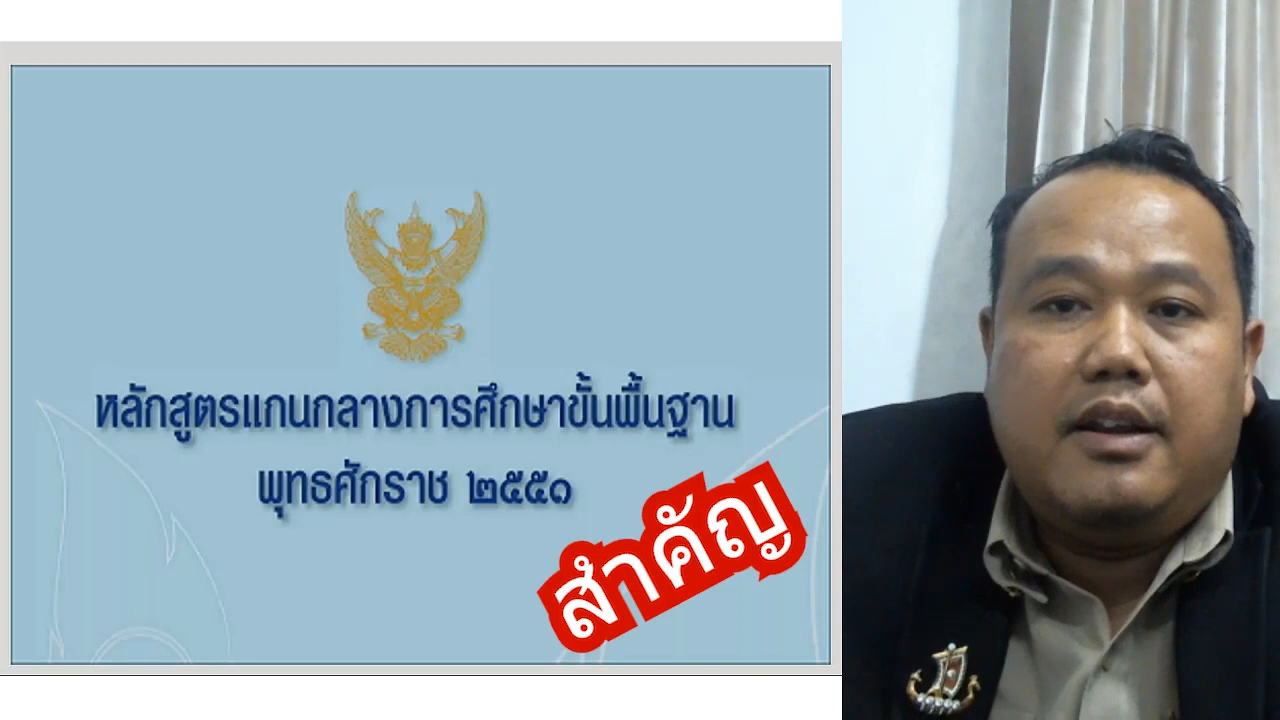 หลักสูตรแกนกลางการศึกษาขั้นพื้นฐาน
พุทธศักราช ๒๕๕๑
สำคัญ